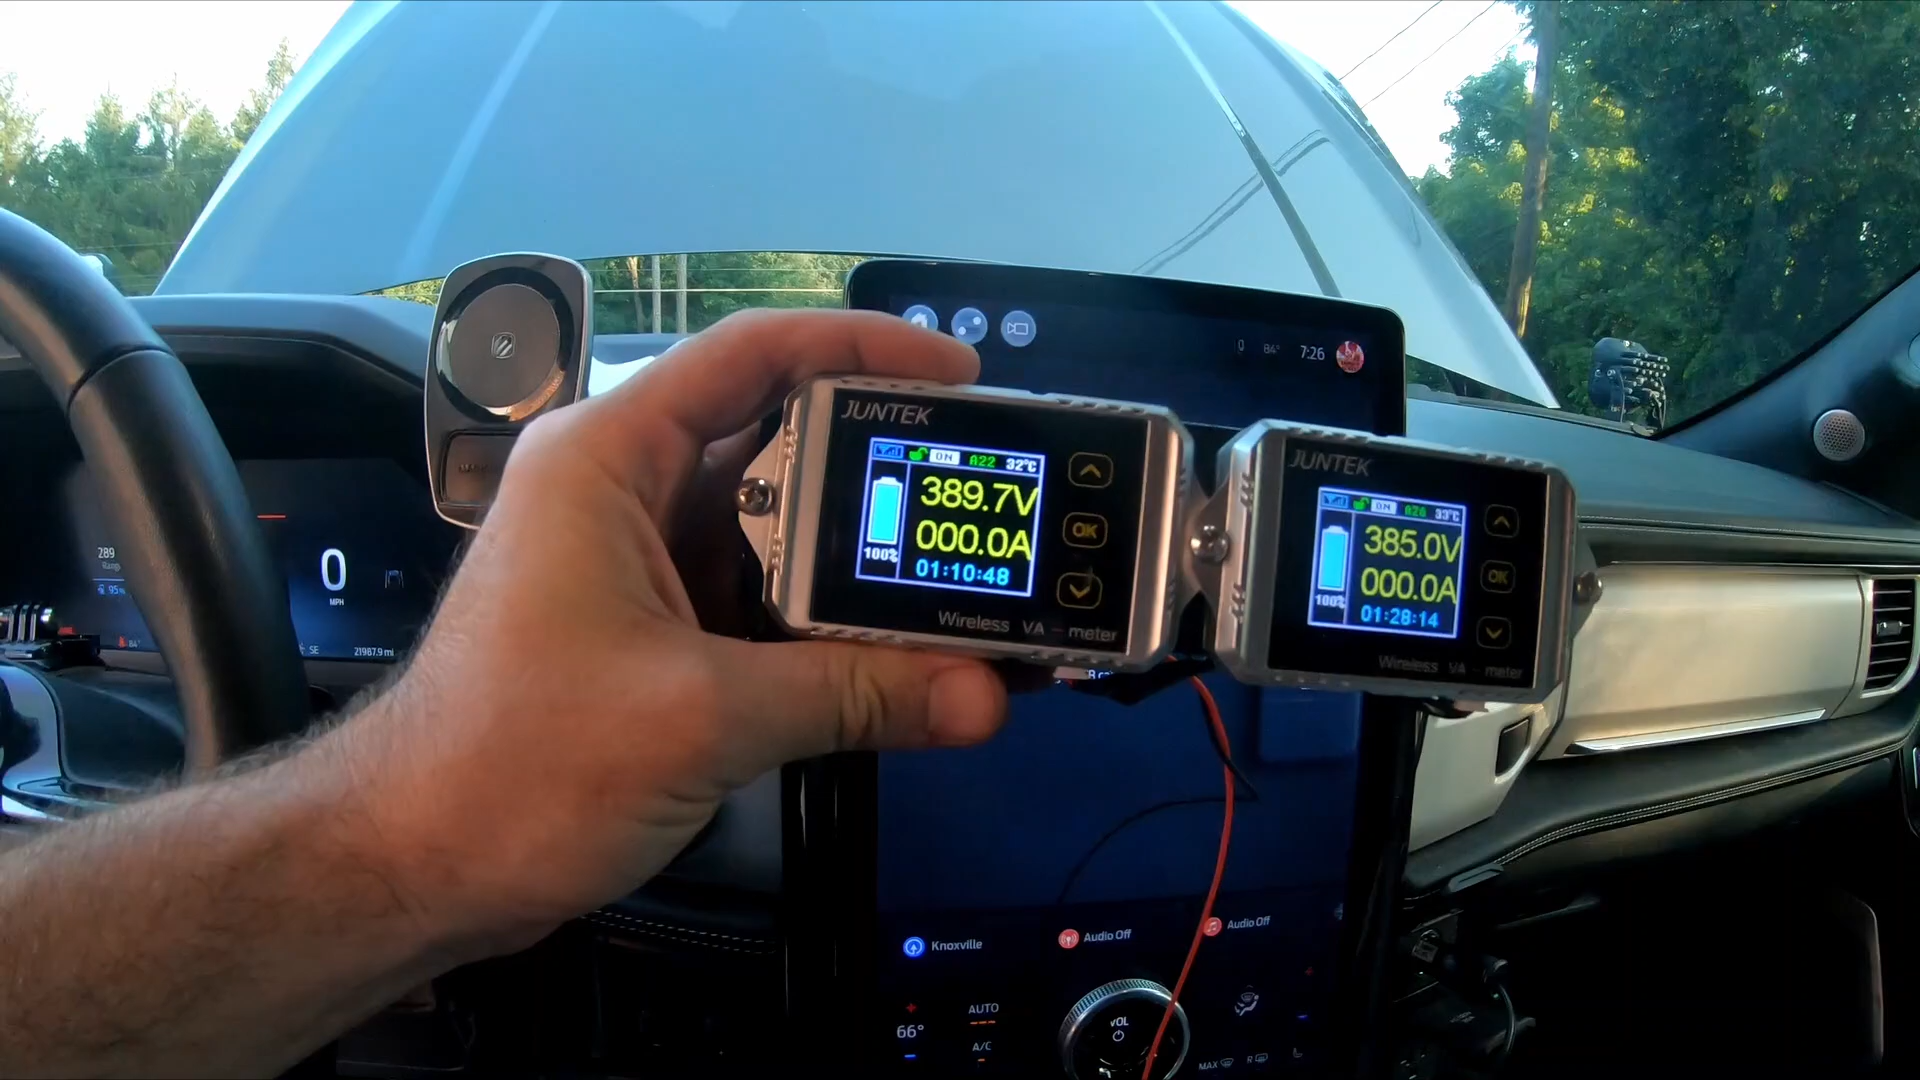 7:26
84°
JUNTEK
ON A22 32°C
389.7V
000.0A
100%
01:10:48
OK
Wireless VA-meter
JUNTEK
ON A26 33°C
385.0V
000.0A
100%
01:28:14
OK
Wireless VA-meter
289
0
MPH
84°
SE
21987.9 mi
Knoxville
Audio Off
Audio Off
66°
AUTO
A/C
VOL
MAX
R